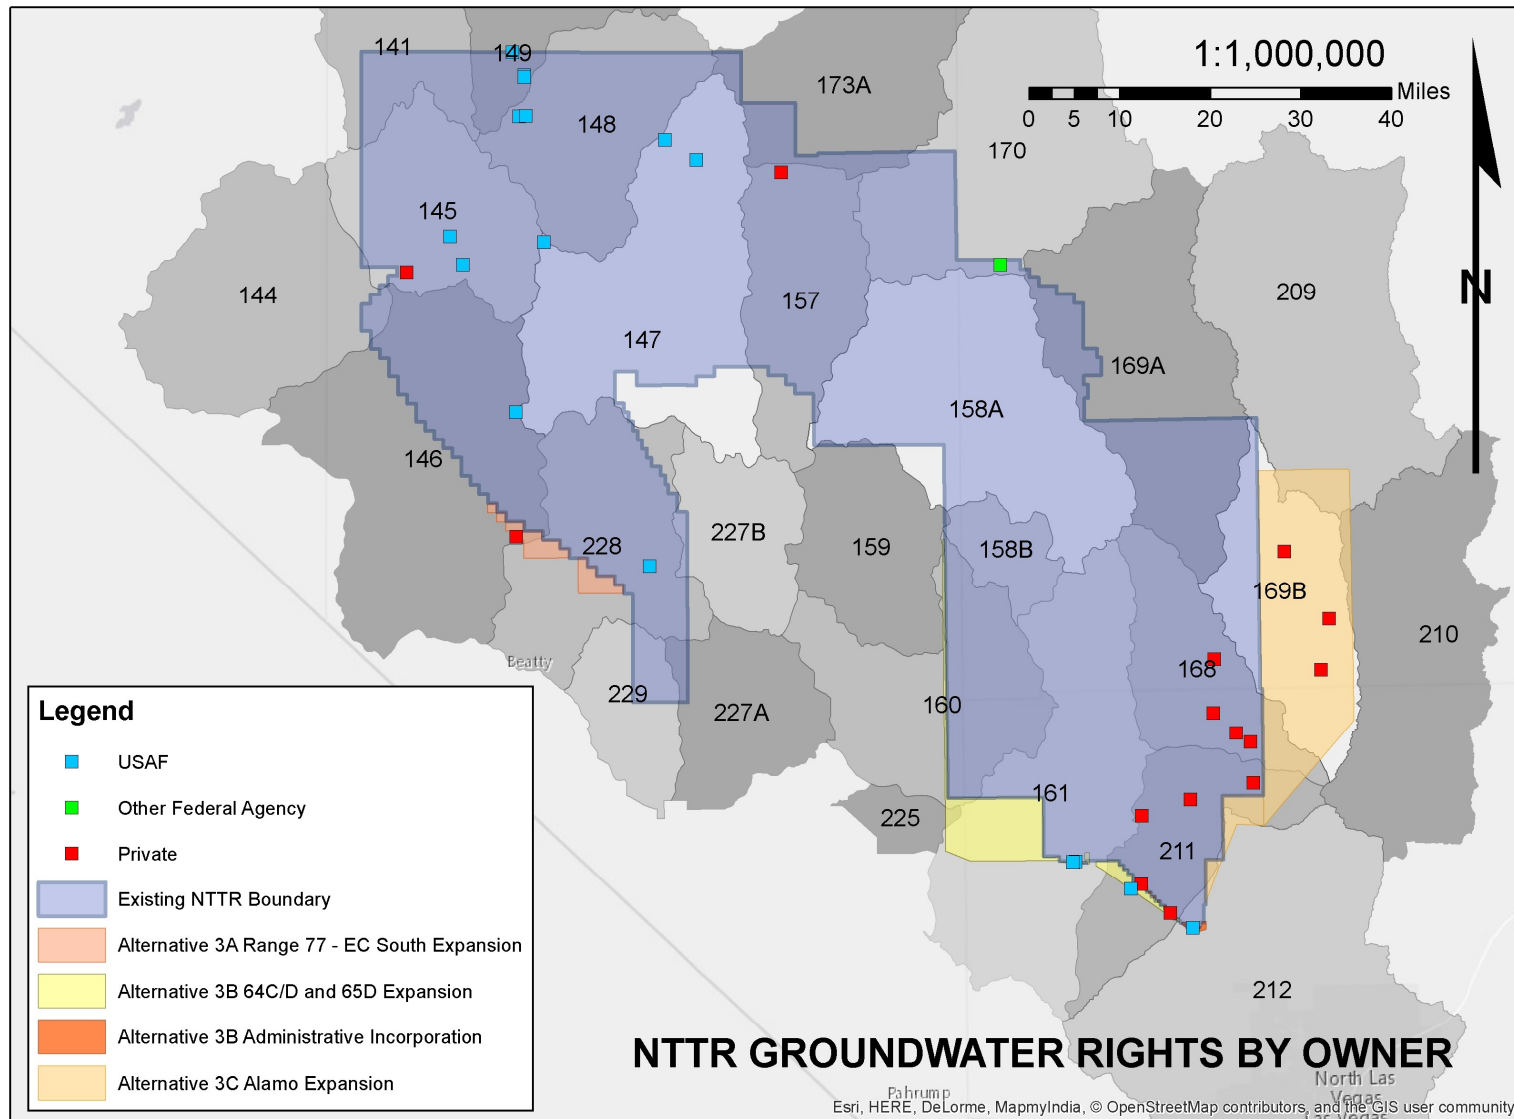 141
149
1:1,000,000
173A
Miles
148
0 5 10 20 30 40
170
145
144
157
209
N
147
169A
158A
146
227B
159
158B
228
169B
210
Beatty
168
229
160
227A
Legend
161
225
USAF
Other Federal Agency
211
Private
Existing NTTR Boundary
Alternative 3A Range 77 - EC South Expansion
Alternative 3B 64C/D and 65D Expansion
212
Alternative 3B Administrative Incorporation
NTTR GROUNDWATER RIGHTS BY OWNER
Alternative 3C Alamo Expansion
Pahrump
North Las
Vegas
Las Vegas
Esri, HERE, DeLorme, MapmyIndia, © OpenStreetMap contributors, and the GIS user community